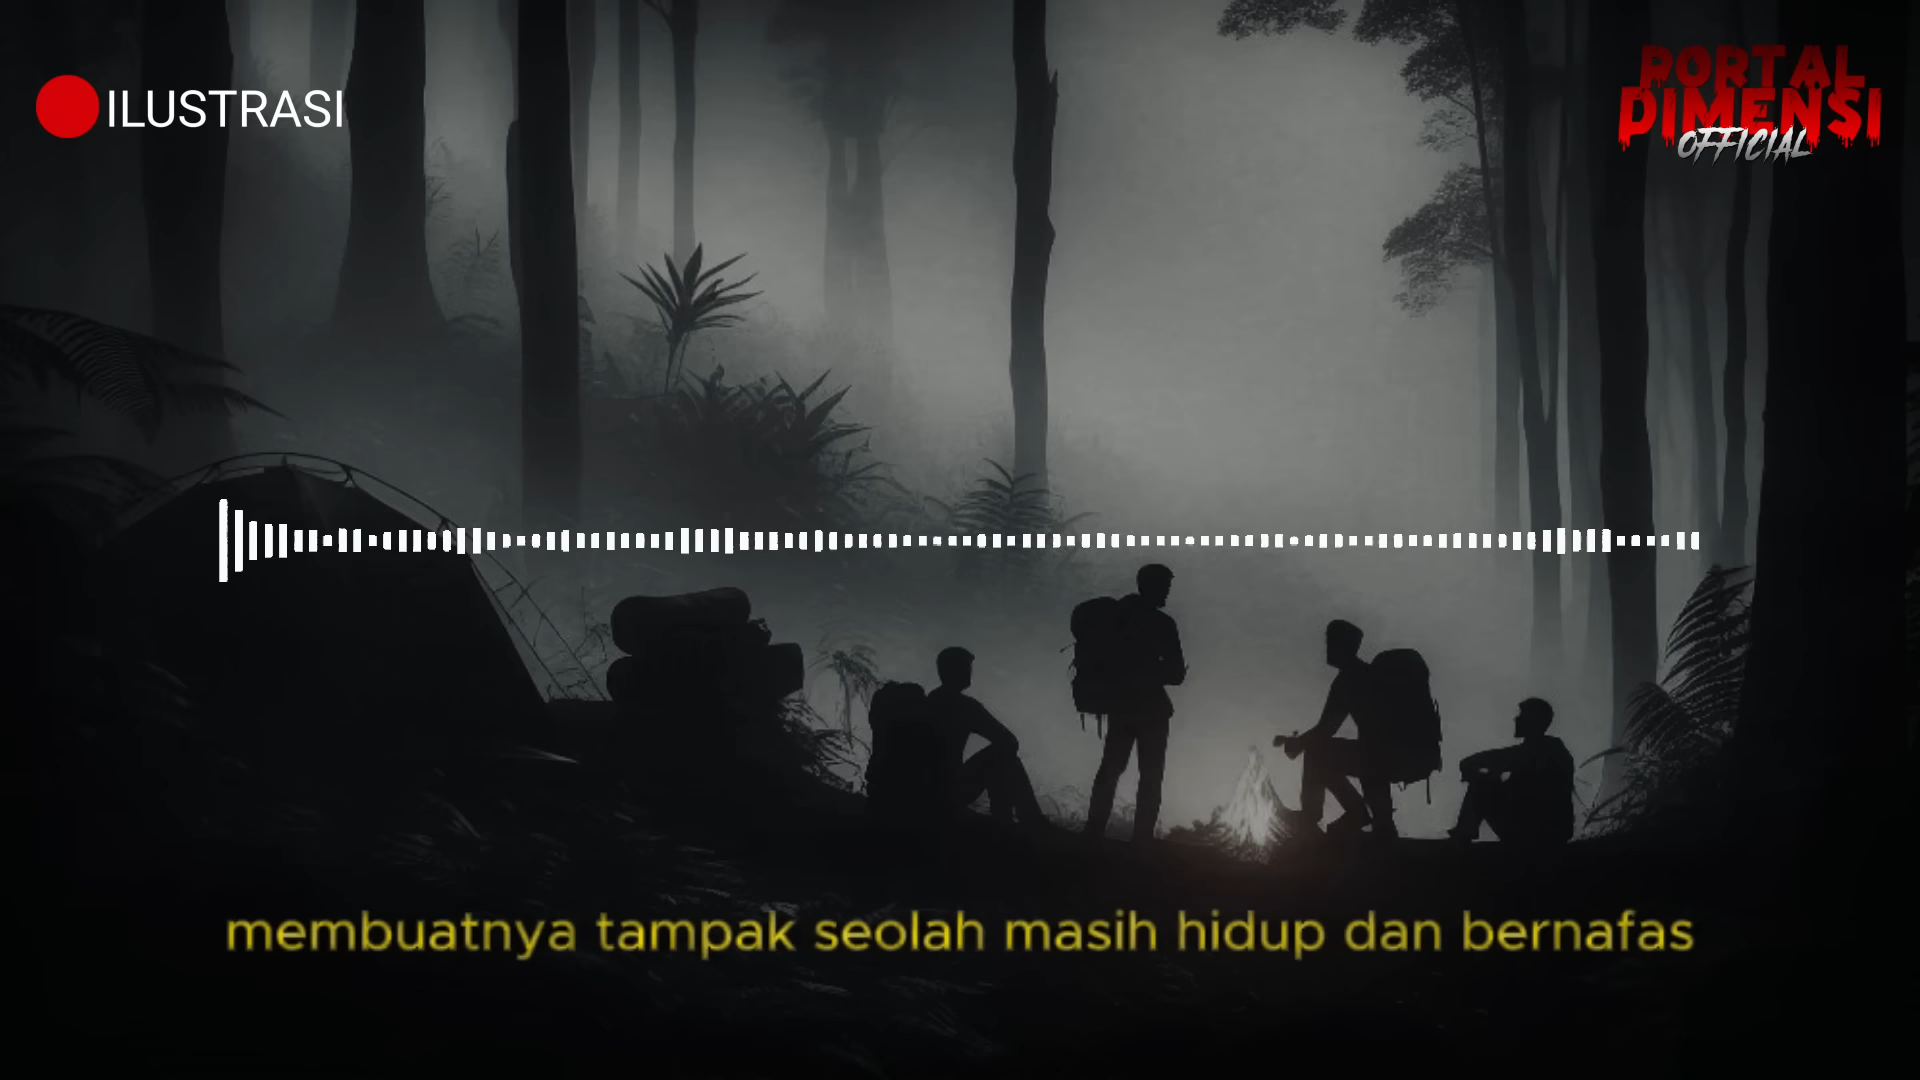 ILUSTRASI
PORTAL
DIMENSI
OFFICIAL
membuatnya tampak seolah masih hidup dan bernafas